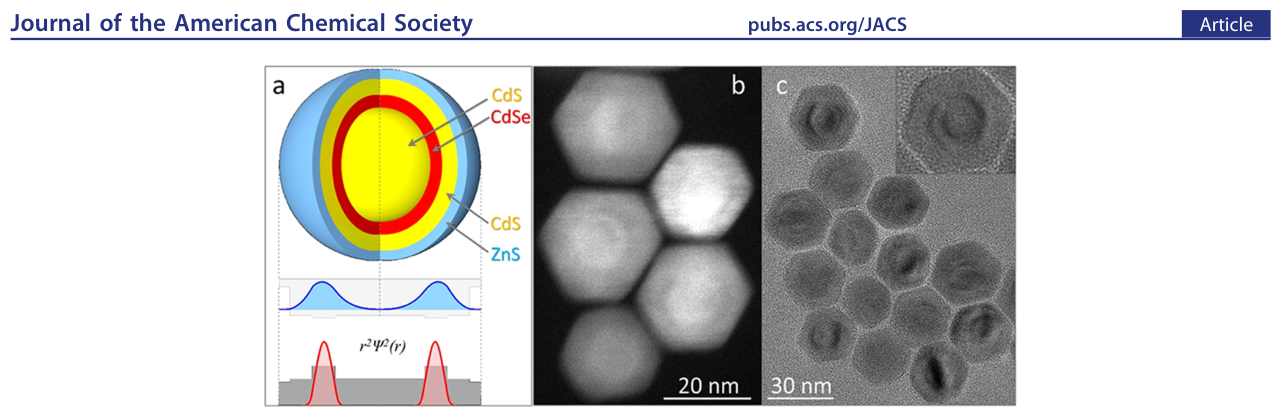 Journal of the American Chemical Society
pubs.acs.org/JACS
Article
a
CdS
CdSe
CdS
ZnS
r²Ψ²(r)
b
20 nm
c
30 nm